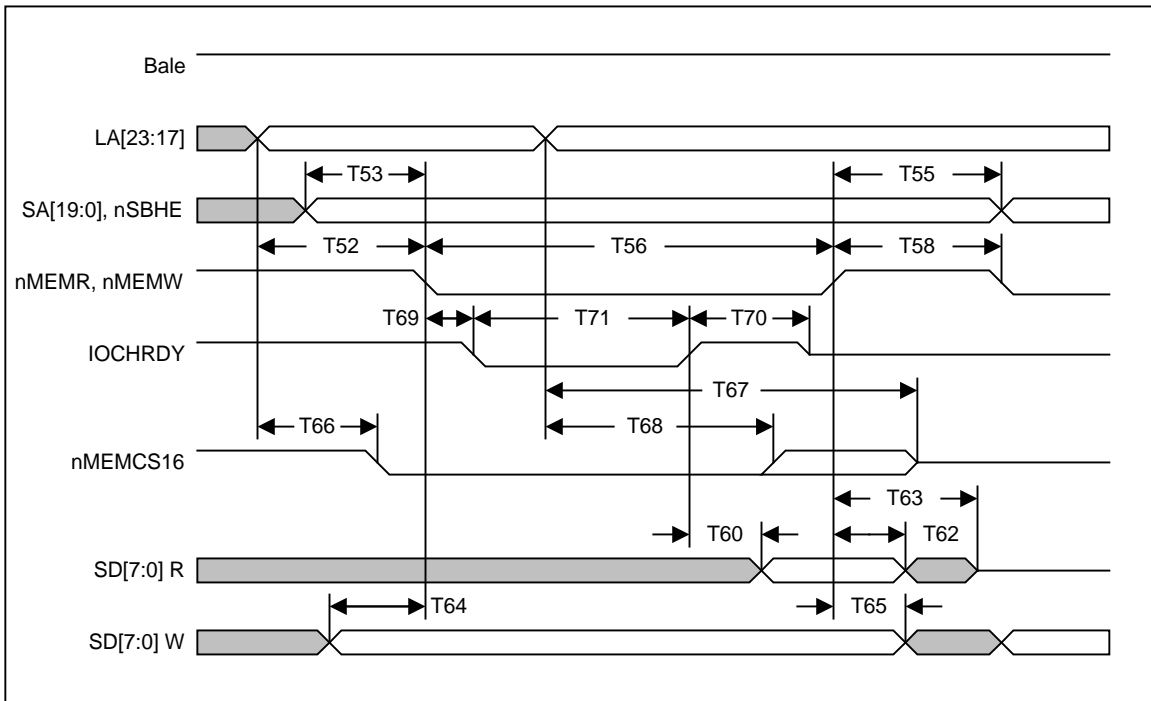 Bale
LA[23:17]
T53
T55
SA[19:0], nSBHE
T52
T56
T58
nMEMR, nMEMW
T69
T71
T70
IOCHRDY
T67
T66
T68
nMEMCS16
T63
T60
T62
SD[7:0] R
T64
T65
SD[7:0] W